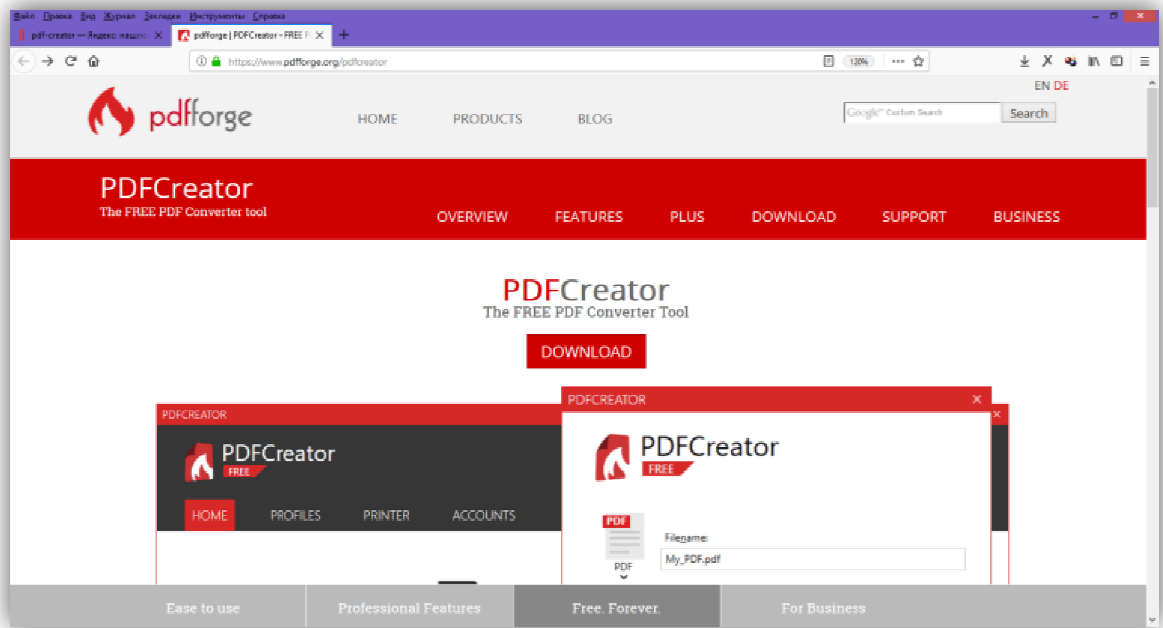 Файл Правка Вид Журнал Закладки Инструменты Справка
pdf-creator — Яндекс: нашло
pdfforge | PDFCreator – FREE P
https://www.pdfforge.org/pdfcreator
120%
EN DE
pdfforge
HOME PRODUCTS BLOG
Google™ Custom Search
Search
PDFCreator
The FREE PDF Converter tool
OVERVIEW FEATURES PLUS DOWNLOAD SUPPORT BUSINESS
PDFCreator
The FREE PDF Converter Tool
DOWNLOAD
PDFCREATOR
PDFCreator
FREE
HOME PROFILES PRINTER ACCOUNTS
PDFCREATOR
PDFCreator
FREE
PDF
Filename:
My_PDF.pdf
PDF
Ease to use Professional Features Free. Forever. For Business